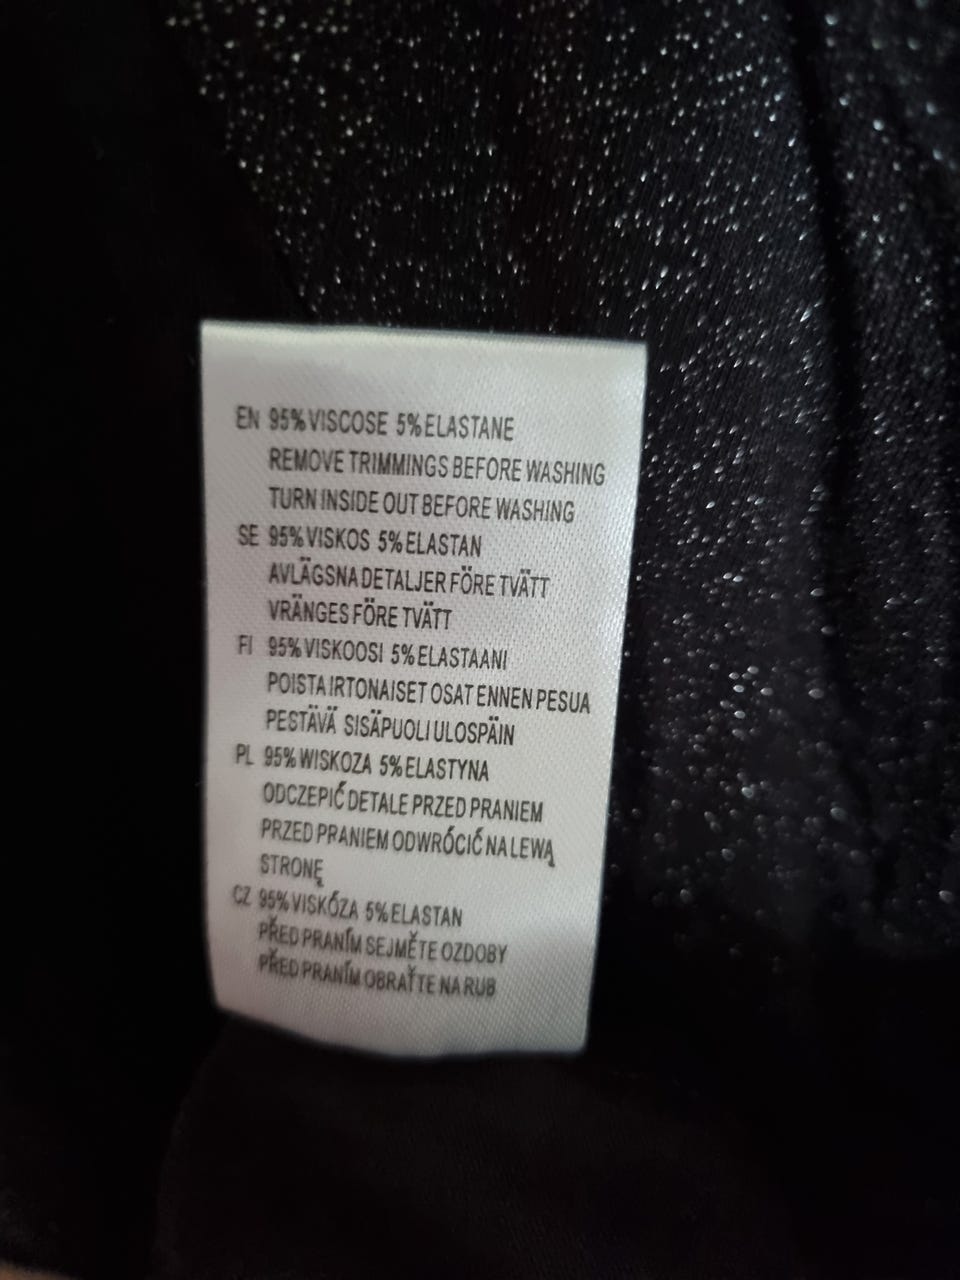 EN 95% VISCOSE 5% ELASTANE
REMOVE TRIMMINGS BEFORE WASHING
TURN INSIDE OUT BEFORE WASHING
SE 95% VISKOS 5% ELASTAN
AVLÄGSNA DETALJER FÖRE TVÄTT
VRÄNGES FÖRE TVÄTT
FI 95% VISKOOSI 5% ELASTAANI
POISTA IRTONAISET OSAT ENNEN PESUA
PESTÄVÄ SISÄPUOLI ULOSPÄIN
PL 95% WISKOZA 5% ELASTYNA
ODCZEPIĆ DETALE PRZED PRANIEM
PRZED PRANIEM ODWRÓCIĆ NA LEWĄ
STRONĘ
CZ 95% VISKÓZA 5% ELASTAN
PŘED PRANÍM SEJMĚTE OZDOBY
PŘED PRANÍM OBRAŤTE NA RUB